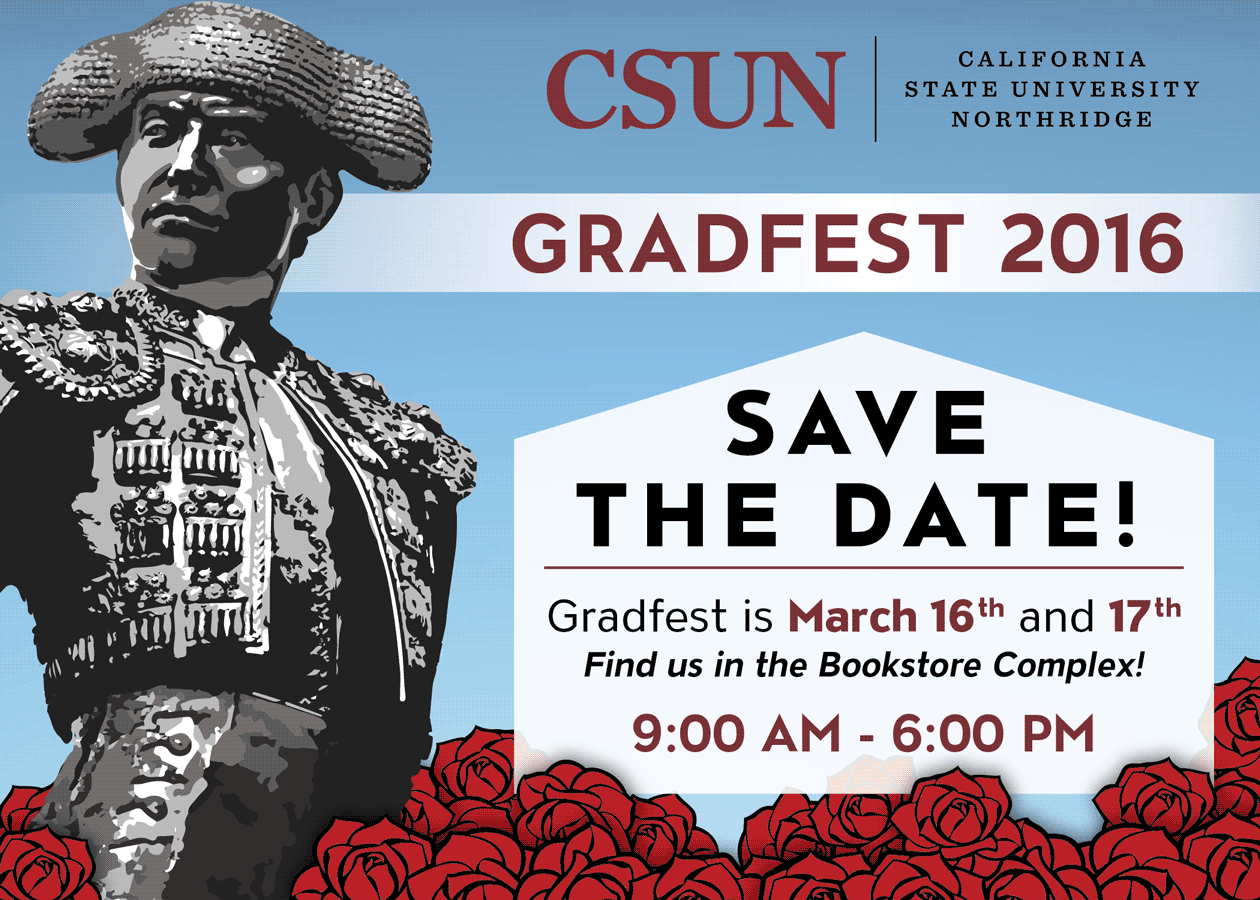 CSUN
CALIFORNIA
STATE UNIVERSITY
NORTHRIDGE
GRADFEST 2016
SAVE
THE DATE!
Gradfest is March 16th and 17th
Find us in the Bookstore Complex!
9:00 AM - 6:00 PM